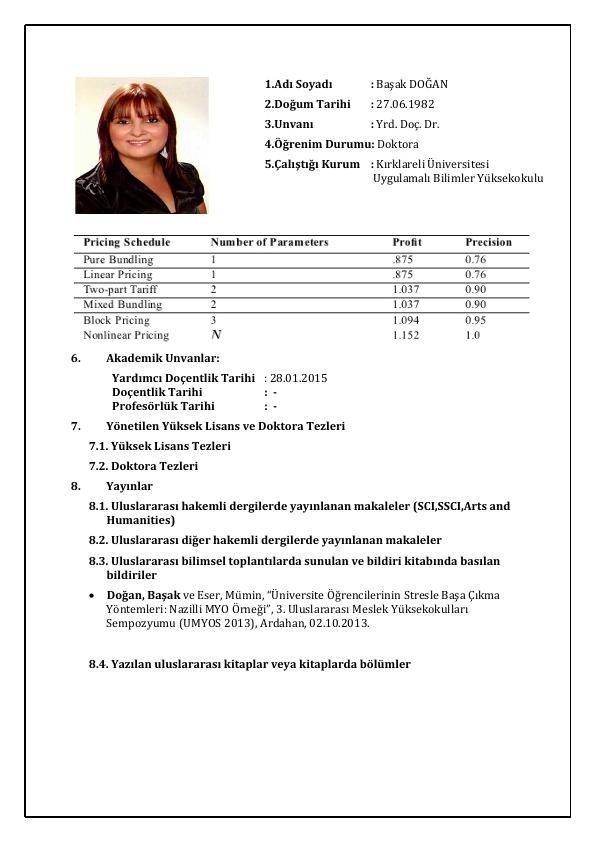 1.Adı Soyadı : Başak DOĞAN
2.Doğum Tarihi : 27.06.1982
3.Unvanı : Yrd. Doç. Dr.
4.Öğrenim Durumu: Doktora
5.Çalıştığı Kurum : Kırklareli Üniversitesi
Uygulamalı Bilimler Yüksekokulu
Pricing Schedule Number of Parameters Profit Precision
Pure Bundling 1 .875 0.76
Linear Pricing 1 .875 0.76
Two-part Tariff 2 1.037 0.90
Mixed Bundling 2 1.037 0.90
Block Pricing 3 1.094 0.95
Nonlinear Pricing N 1.152 1.0
6. Akademik Unvanlar:
Yardımcı Doçentlik Tarihi : 28.01.2015
Doçentlik Tarihi : -
Profesörlük Tarihi : -
7. Yönetilen Yüksek Lisans ve Doktora Tezleri
7.1. Yüksek Lisans Tezleri
7.2. Doktora Tezleri
8. Yayınlar
8.1. Uluslararası hakemli dergilerde yayınlanan makaleler (SCI,SSCI,Arts and
Humanities)
8.2. Uluslararası diğer hakemli dergilerde yayınlanan makaleler
8.3. Uluslararası bilimsel toplantılarda sunulan ve bildiri kitabında basılan
bildiriler
• Doğan, Başak ve Eser, Mümin, “Üniversite Öğrencilerinin Stresle Başa Çıkma
Yöntemleri: Nazilli MYO Örneği”, 3. Uluslararası Meslek Yüksekokulları
Sempozyumu (UMYOS 2013), Ardahan, 02.10.2013.
8.4. Yazılan uluslararası kitaplar veya kitaplarda bölümler